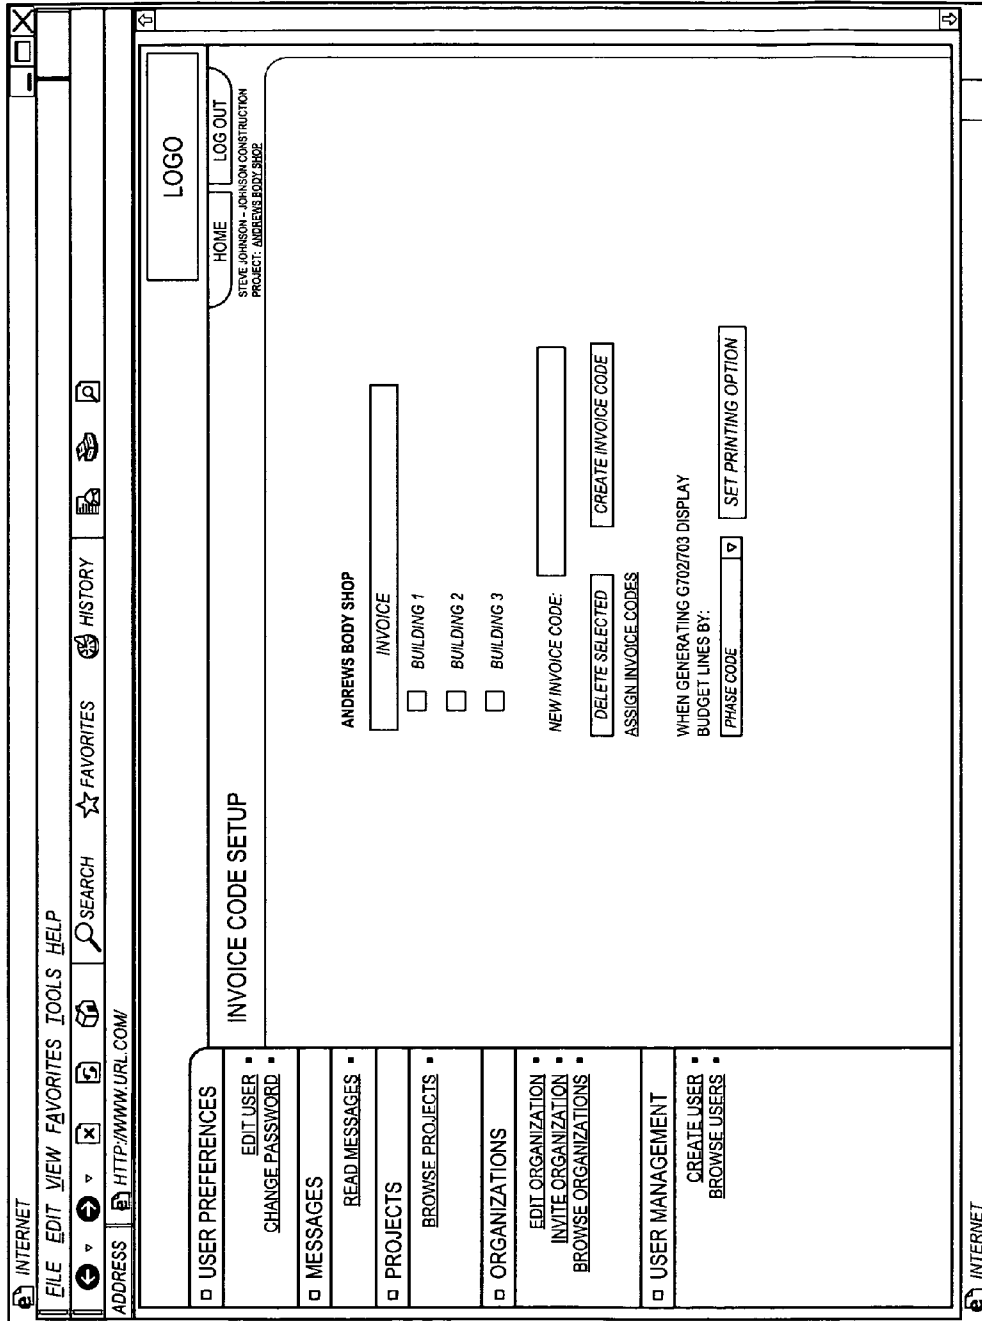 INTERNET
FILE EDIT VIEW FAVORITES TOOLS HELP
SEARCH FAVORITES HISTORY
ADDRESS HTTP://WWW.URL.COM/
LOGO
HOME LOG OUT
STEVE JOHNSON – JOHNSON CONSTRUCTION
PROJECT: ANDREWS BODY SHOP
USER PREFERENCES
EDIT USER
CHANGE PASSWORD
MESSAGES
READ MESSAGES
PROJECTS
BROWSE PROJECTS
ORGANIZATIONS
EDIT ORGANIZATION
INVITE ORGANIZATION
BROWSE ORGANIZATIONS
USER MANAGEMENT
CREATE USER
BROWSE USERS
INVOICE CODE SETUP
ANDREWS BODY SHOP
INVOICE
BUILDING 1
BUILDING 2
BUILDING 3
NEW INVOICE CODE:
DELETE SELECTED CREATE INVOICE CODE
ASSIGN INVOICE CODES
WHEN GENERATING G702/703 DISPLAY
BUDGET LINES BY:
PHASE CODE SET PRINTING OPTION
INTERNET